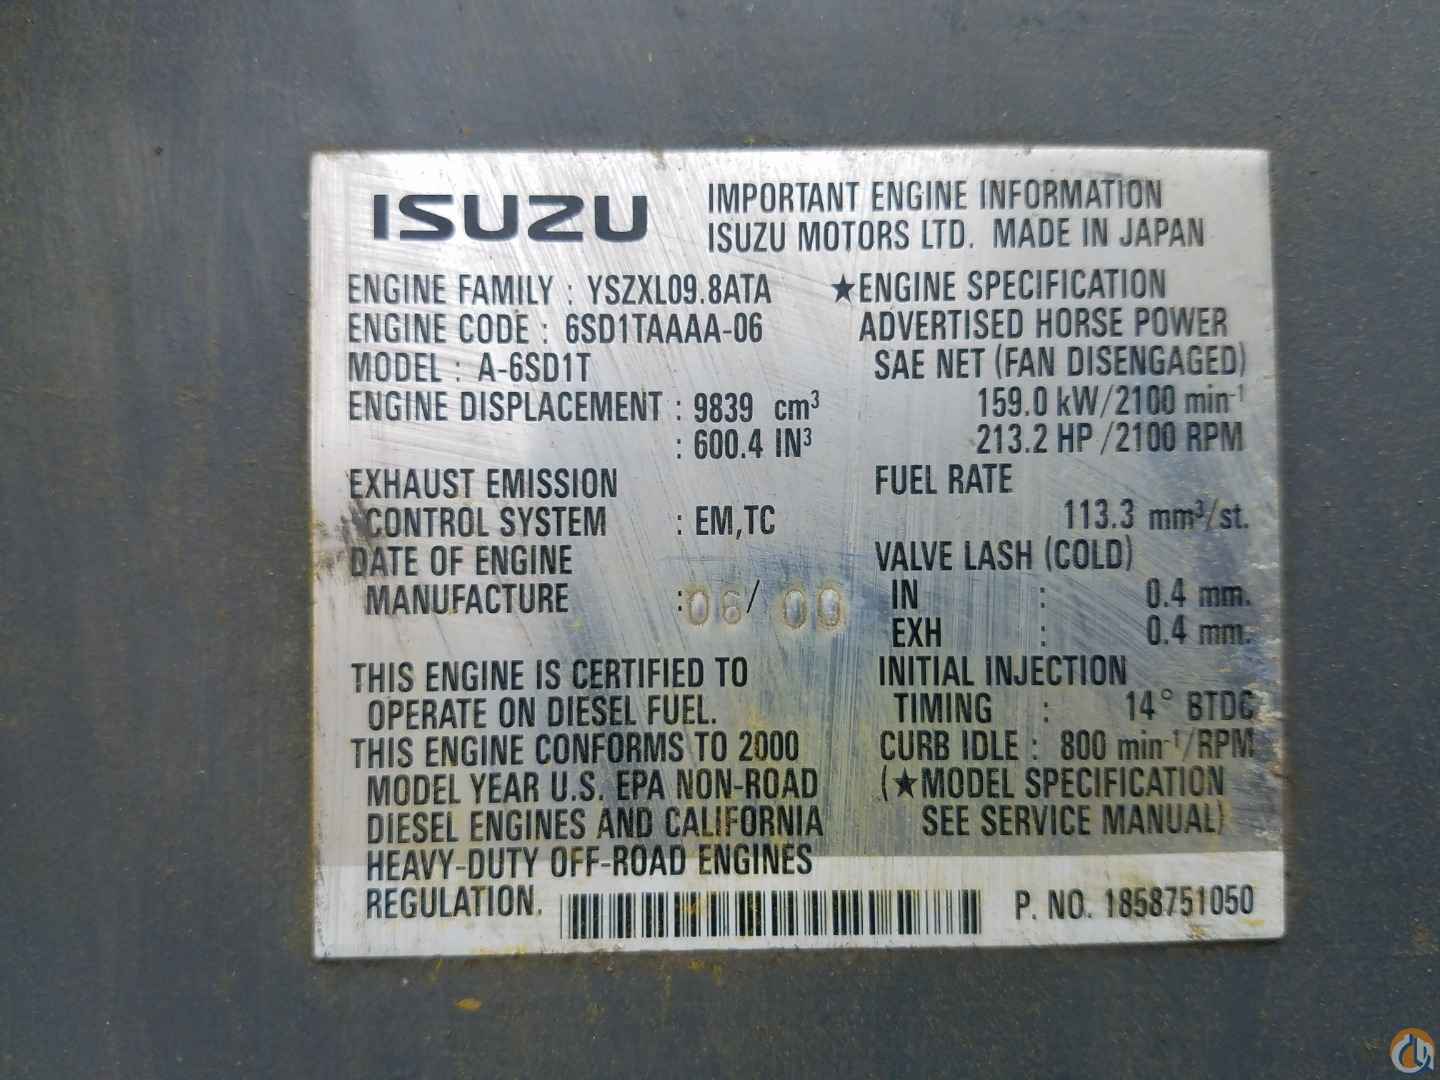 ISUZU
IMPORTANT ENGINE INFORMATION
ISUZU MOTORS LTD. MADE IN JAPAN
ENGINE FAMILY : YSZXL09.8ATA
ENGINE CODE : 6SD1TAAAA-06
MODEL : A-6SD1T
ENGINE DISPLACEMENT : 9839 cm³
: 600.4 IN³
EXHAUST EMISSION
CONTROL SYSTEM : EM,TC
DATE OF ENGINE
MANUFACTURE :06/ 00
THIS ENGINE IS CERTIFIED TO
OPERATE ON DIESEL FUEL.
THIS ENGINE CONFORMS TO 2000
MODEL YEAR U.S. EPA NON-ROAD
DIESEL ENGINES AND CALIFORNIA
HEAVY-DUTY OFF-ROAD ENGINES
REGULATION.
★ENGINE SPECIFICATION
ADVERTISED HORSE POWER
SAE NET (FAN DISENGAGED)
159.0 kW/2100 min⁻¹
213.2 HP /2100 RPM
FUEL RATE
113.3 mm³/st.
VALVE LASH (COLD)
IN : 0.4 mm.
EXH : 0.4 mm.
INITIAL INJECTION
TIMING : 14° BTDC
CURB IDLE : 800 min⁻¹/RPM
(★MODEL SPECIFICATION
SEE SERVICE MANUAL)
P. NO. 1858751050